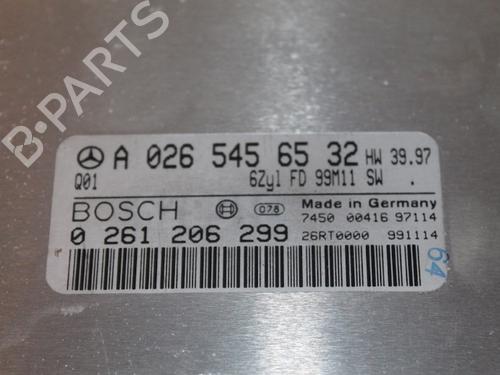 B-PARTS
A 026 545 65 32 HW 39.97
Q01 6Zyl FD 99M11 SW .
BOSCH 078 Made in Germany
7450 00416 97114
0 261 206 299 26RT0000 991114
64